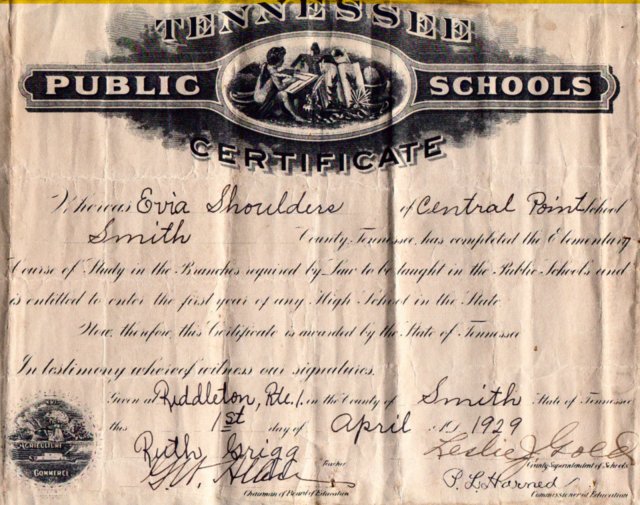 TENNESSEE
PUBLIC SCHOOLS
CERTIFICATE
Whereas Evia Shoulders of Central Point School
Smith County, Tennessee, has completed the Elementary
Course of Study in the Branches required by Law to be taught in the Public Schools and
is entitled to enter the first year of any High School in the State
Now, therefore, this Certificate is awarded by the State of Tennessee
In testimony whereof witness our signatures.
Given at Riddleton, Rte. 1. in the County of Smith State of Tennessee
this 1st day of April A.D. 1929
AGRICULTURE
COMMERCE
Ruth Grigg
Teacher
Leslie J. Gold
County Superintendent of Schools
G.W.
Chairman of Board of Education
P. L. Harned
Commissioner of Education